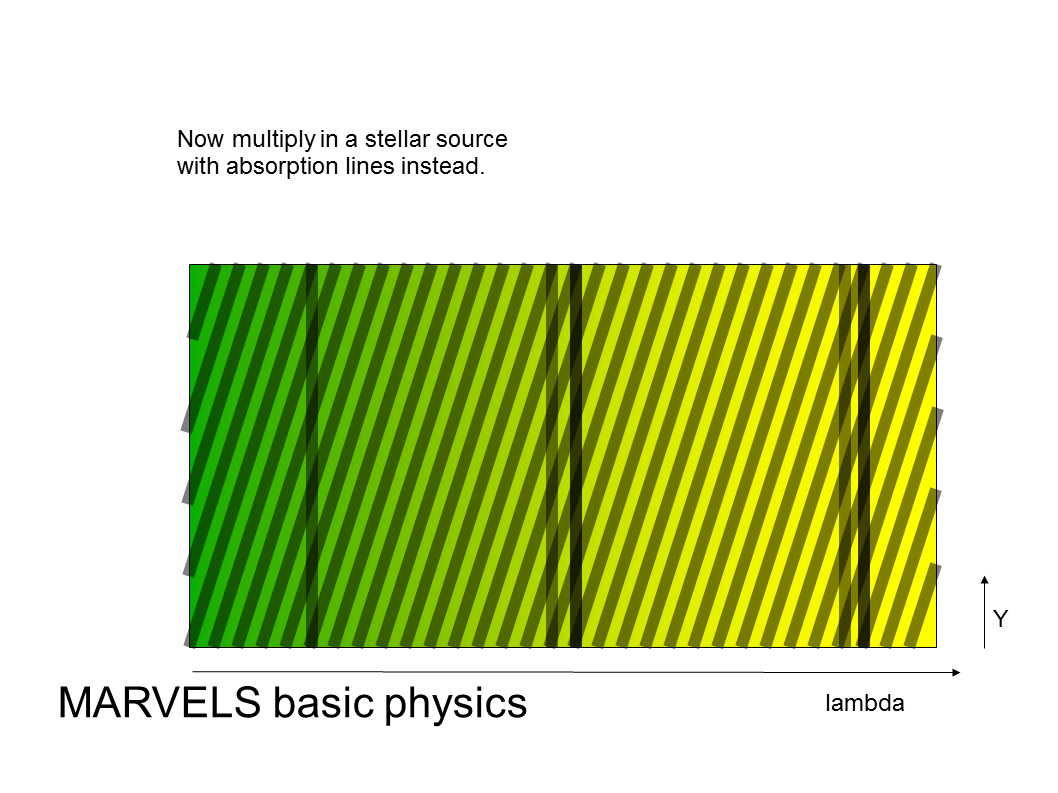 Now multiply in a stellar source
with absorption lines instead.
Y
lambda
MARVELS basic physics